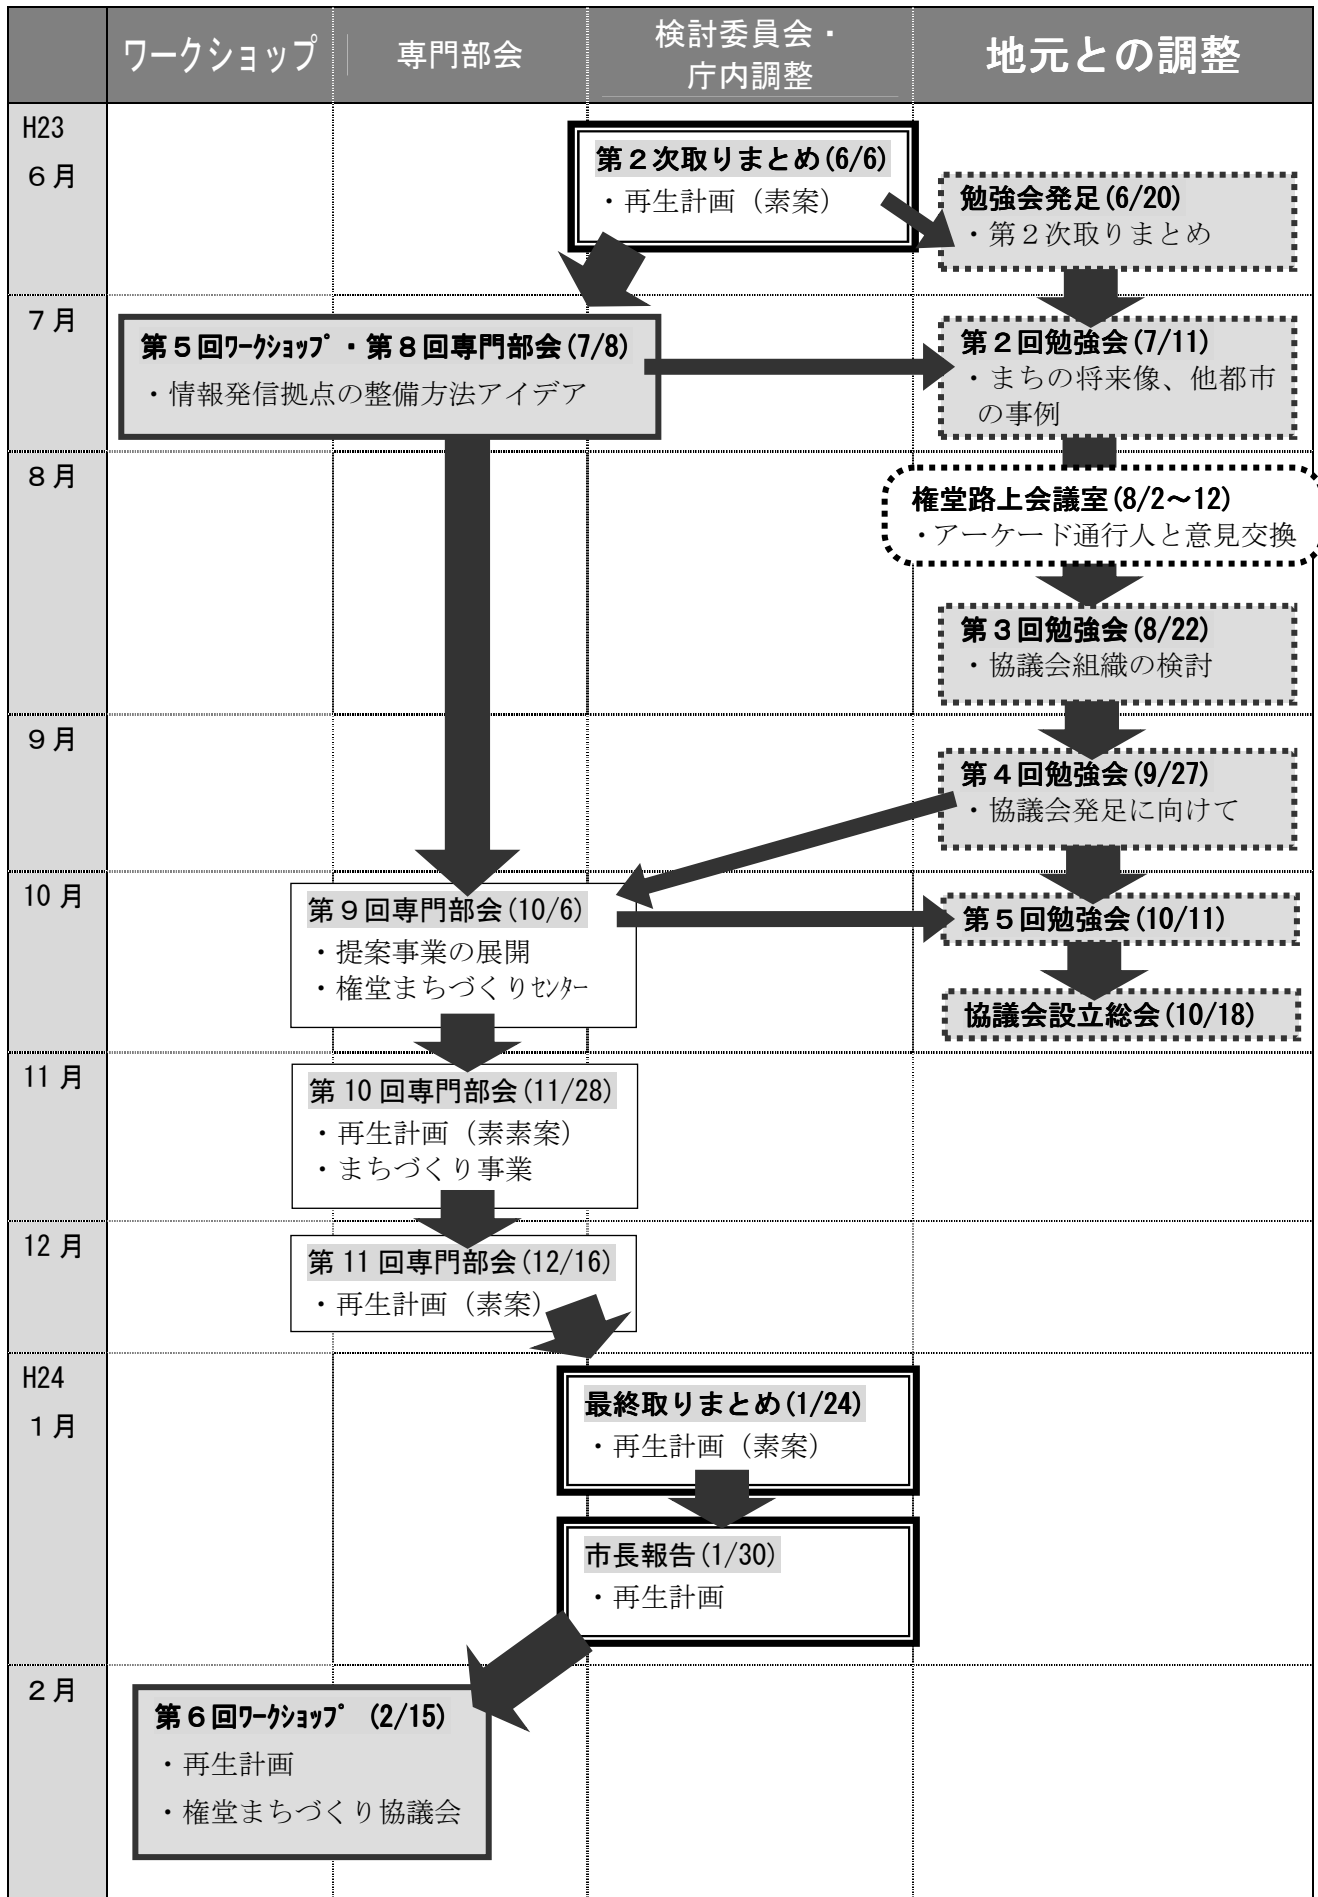 ワークショップ
専門部会
検討委員会・
庁内調整
地元との調整
H23
６月
第２次取りまとめ(6/6)
・再生計画（素案）
勉強会発足(6/20)
・第２次取りまとめ
７月
第５回ﾜｰｸｼｮｯﾌﾟ・第８回専門部会(7/8)
・情報発信拠点の整備方法アイデア
第２回勉強会(7/11)
・まちの将来像、他都市
の事例
８月
権堂路上会議室(8/2～12)
・アーケード通行人と意見交換
第３回勉強会(8/22)
・協議会組織の検討
９月
第４回勉強会(9/27)
・協議会発足に向けて
10 月
第９回専門部会(10/6)
・提案事業の展開
・権堂まちづくりｾﾝﾀｰ
第５回勉強会(10/11)
協議会設立総会(10/18)
11 月
第 10 回専門部会(11/28)
・再生計画（素素案）
・まちづくり事業
12 月
第 11 回専門部会(12/16)
・再生計画（素案）
H24
１月
最終取りまとめ(1/24)
・再生計画（素案）
市長報告(1/30)
・再生計画
２月
第６回ﾜｰｸｼｮｯﾌﾟ (2/15)
・再生計画
・権堂まちづくり協議会